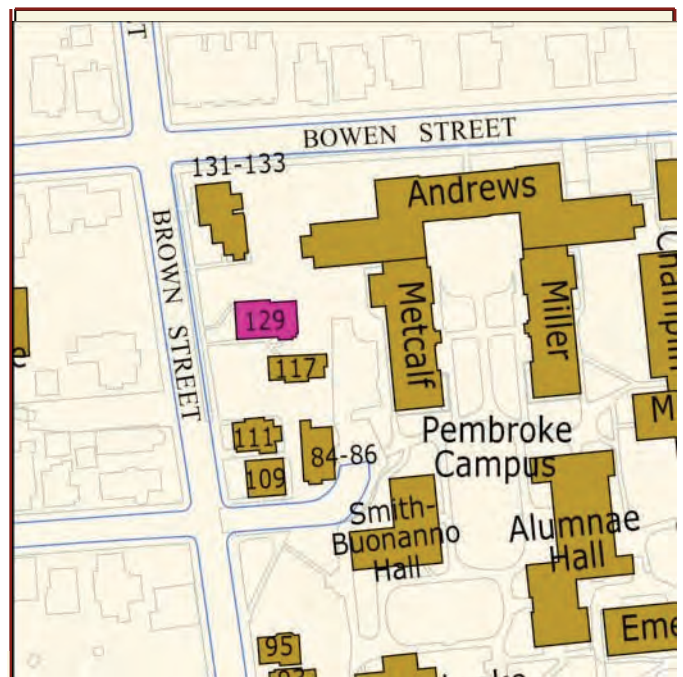 BOWEN STREET
131-133
Andrews
BROWN STREET
129
Metcalf
Miller
117
111
84-86
109
Pembroke
Campus
Smith-
Buonanno
Hall
Alumnae
Hall
95